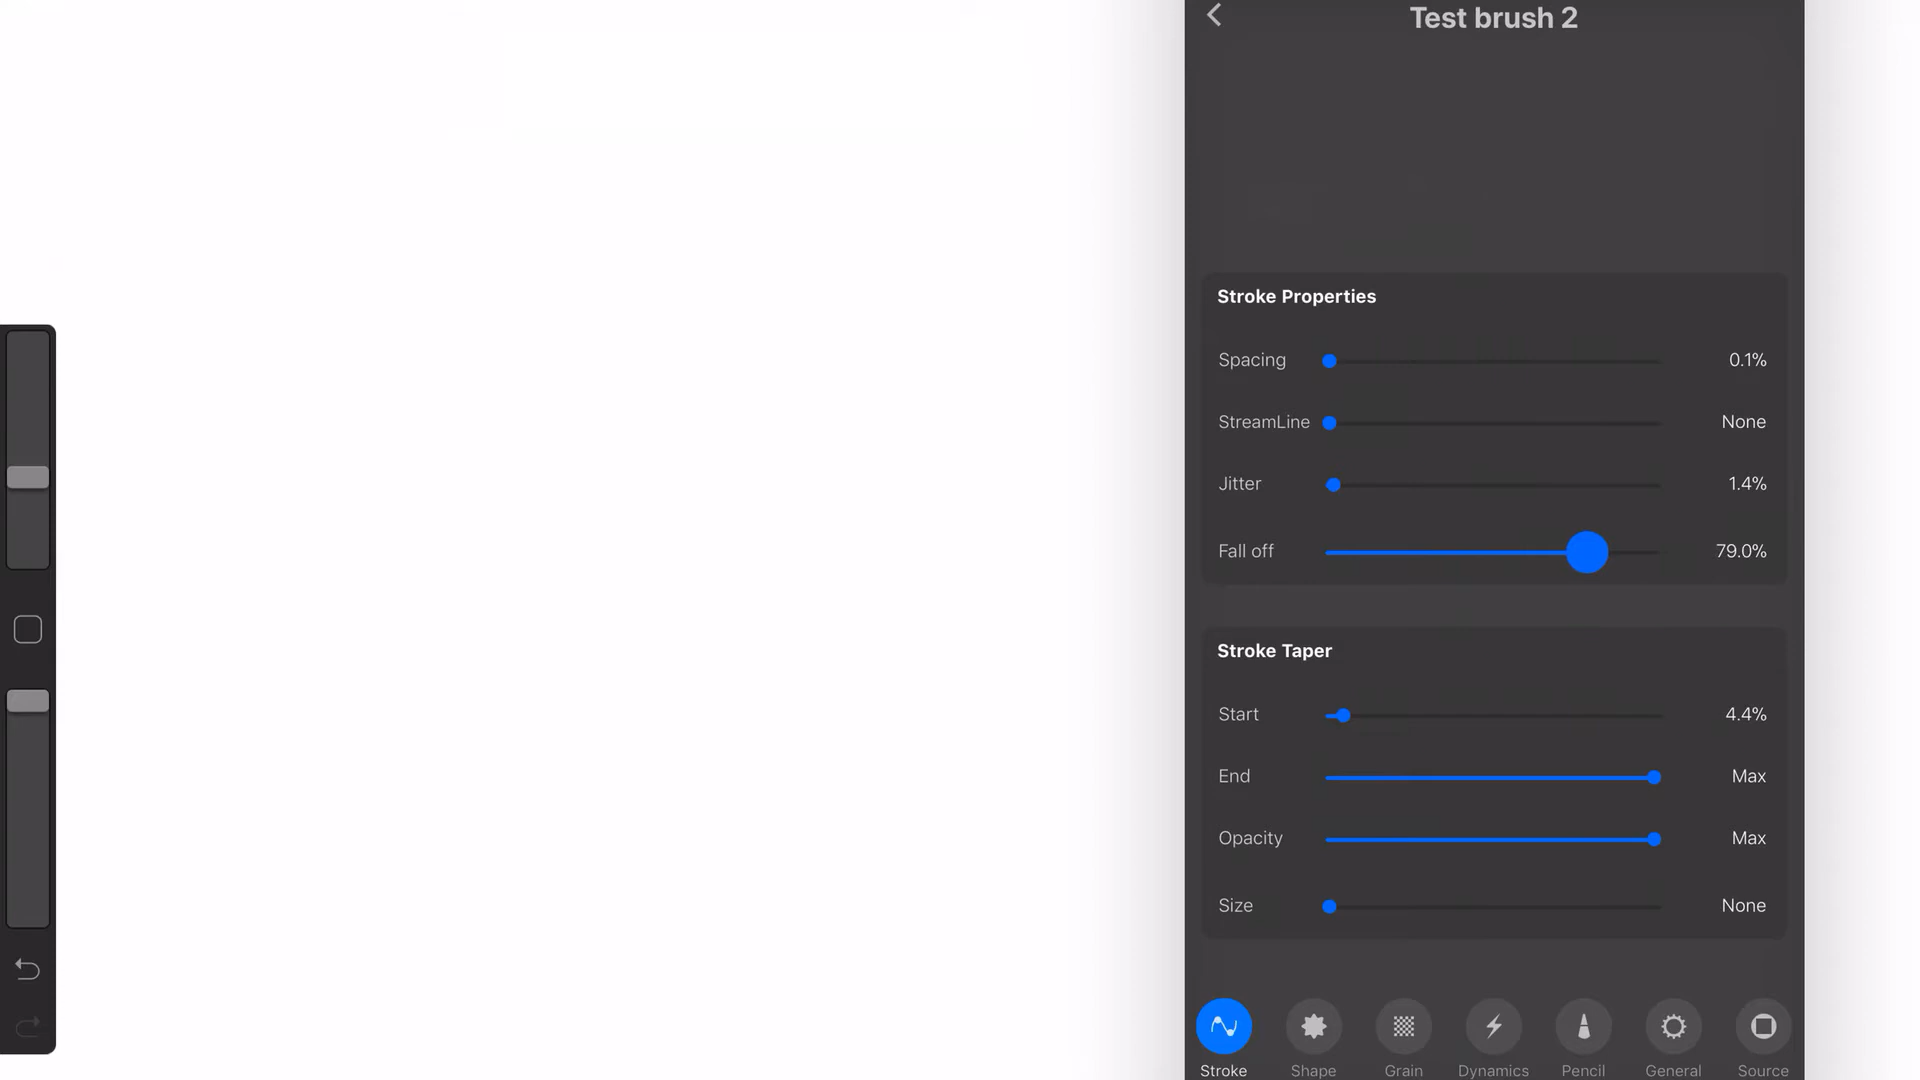 Test brush 2
Stroke Properties
Spacing 0.1%
StreamLine None
Jitter 1.4%
Fall off 79.0%
Stroke Taper
Start 4.4%
End Max
Opacity Max
Size None
Stroke Shape Grain Dynamics Pencil General Source